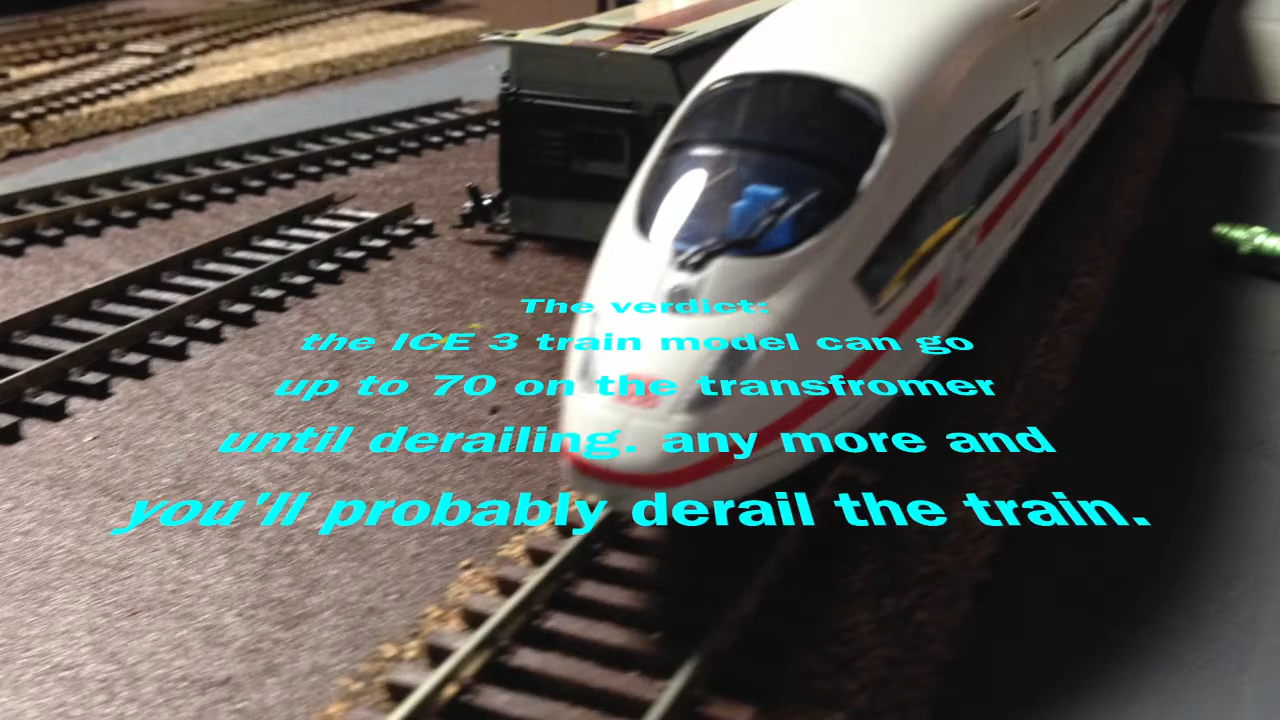 The verdict:
the ICE 3 train model can go
up to 70 on the transfromer
until derailing. any more and
you'll probably derail the train.